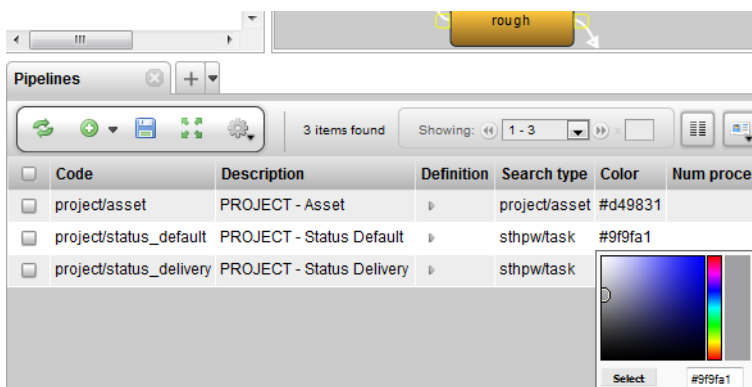 rough
Pipelines
3 items found
Showing:
1 - 3
x
Code Description Definition Search type Color Num proce
project/asset PROJECT - Asset project/asset #d49831
project/status_default PROJECT - Status Default sthpw/task #9f9fa1
project/status_delivery PROJECT - Status Delivery sthpw/task
Select #9f9fa1